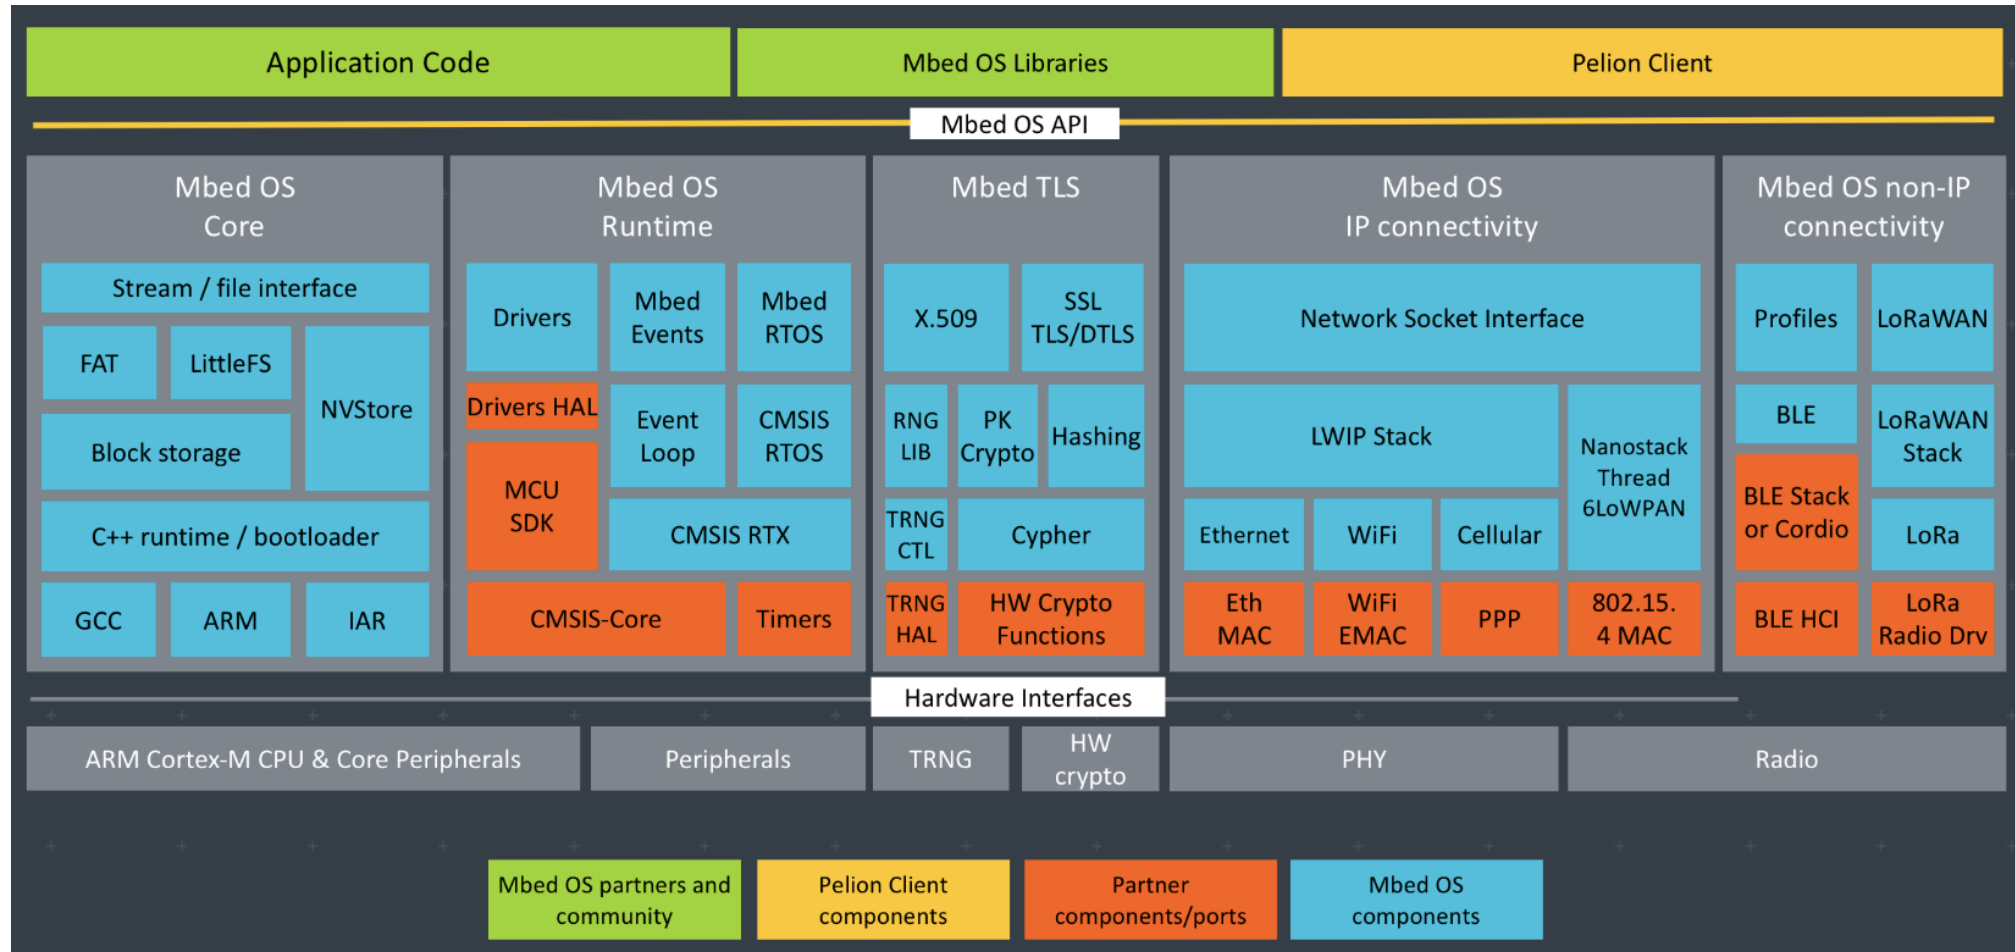 Application Code
Mbed OS Libraries
Pelion Client
Mbed OS API
Mbed OS
Core
Stream / file interface
FAT
LittleFS
NVStore
Block storage
C++ runtime / bootloader
GCC
ARM
IAR
Mbed OS
Runtime
Drivers
Mbed
Events
Mbed
RTOS
Drivers HAL
Event
Loop
CMSIS
RTOS
MCU
SDK
CMSIS RTX
CMSIS-Core
Timers
Mbed TLS
X.509
SSL
TLS/DTLS
RNG
LIB
PK
Crypto
Hashing
TRNG
CTL
Cypher
TRNG
HAL
HW Crypto
Functions
Mbed OS
IP connectivity
Network Socket Interface
LWIP Stack
Nanostack
Thread
6LoWPAN
Ethernet
WiFi
Cellular
Eth
MAC
WiFi
EMAC
PPP
802.15.
4 MAC
Mbed OS non-IP
connectivity
Profiles
LoRaWAN
BLE
LoRaWAN
Stack
BLE Stack
or Cordio
LoRa
BLE HCI
LoRa
Radio Drv
Hardware Interfaces
ARM Cortex-M CPU & Core Peripherals
Peripherals
TRNG
HW
crypto
PHY
Radio
Mbed OS partners and
community
Pelion Client
components
Partner
components/ports
Mbed OS
components